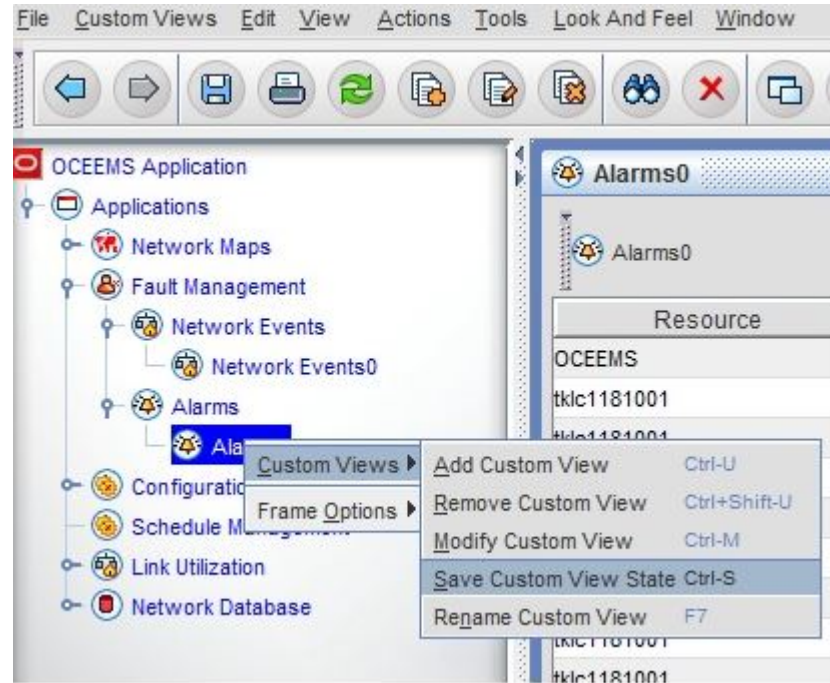 File Custom Views Edit View Actions Tools Look And Feel Window
OCEEMS Application
Applications
Network Maps
Fault Management
Network Events
Network Events0
Alarms
Custom Views
Frame Options
Schedule
Link Utilization
Network Database
Add Custom View Ctrl-U
Remove Custom View Ctrl+Shift-U
Modify Custom View Ctrl-M
Save Custom View State Ctrl-S
Rename Custom View F7
Alarms0
Alarms0
Resource
OCEEMS
tklc1181001
tklc1181001
tklc1181001
tklc1181001